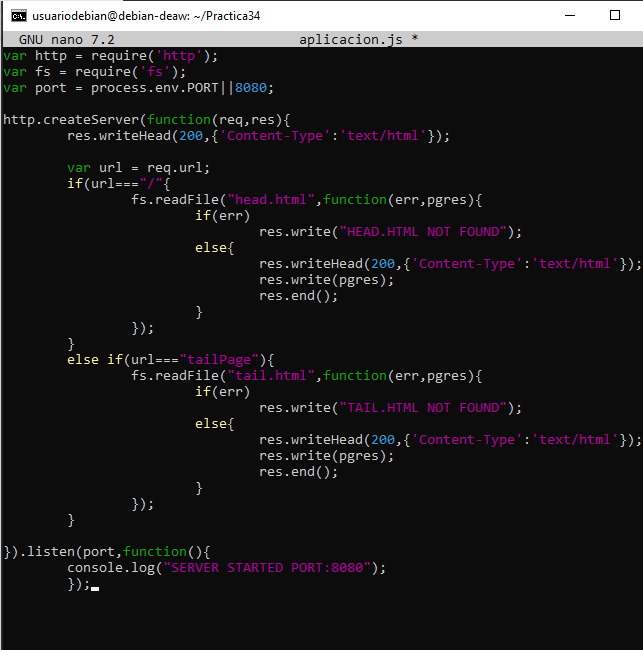 usuariodebian@debian-deaw: ~/Practica34
GNU nano 7.2 aplicacion.js *
var http = require('http');
var fs = require('fs');
var port = process.env.PORT||8080;
http.createServer(function(req,res){
res.writeHead(200,{'Content-Type':'text/html'});
var url = req.url;
if(url==="/"{
fs.readFile("head.html",function(err,pgres){
if(err)
res.write("HEAD.HTML NOT FOUND");
else{
res.writeHead(200,{'Content-Type':'text/html'});
res.write(pgres);
res.end();
}
});
}
else if(url==="tailPage"){
fs.readFile("tail.html",function(err,pgres){
if(err)
res.write("TAIL.HTML NOT FOUND");
else{
res.writeHead(200,{'Content-Type':'text/html'});
res.write(pgres);
res.end();
}
});
}
}).listen(port,function(){
console.log("SERVER STARTED PORT:8080");
});